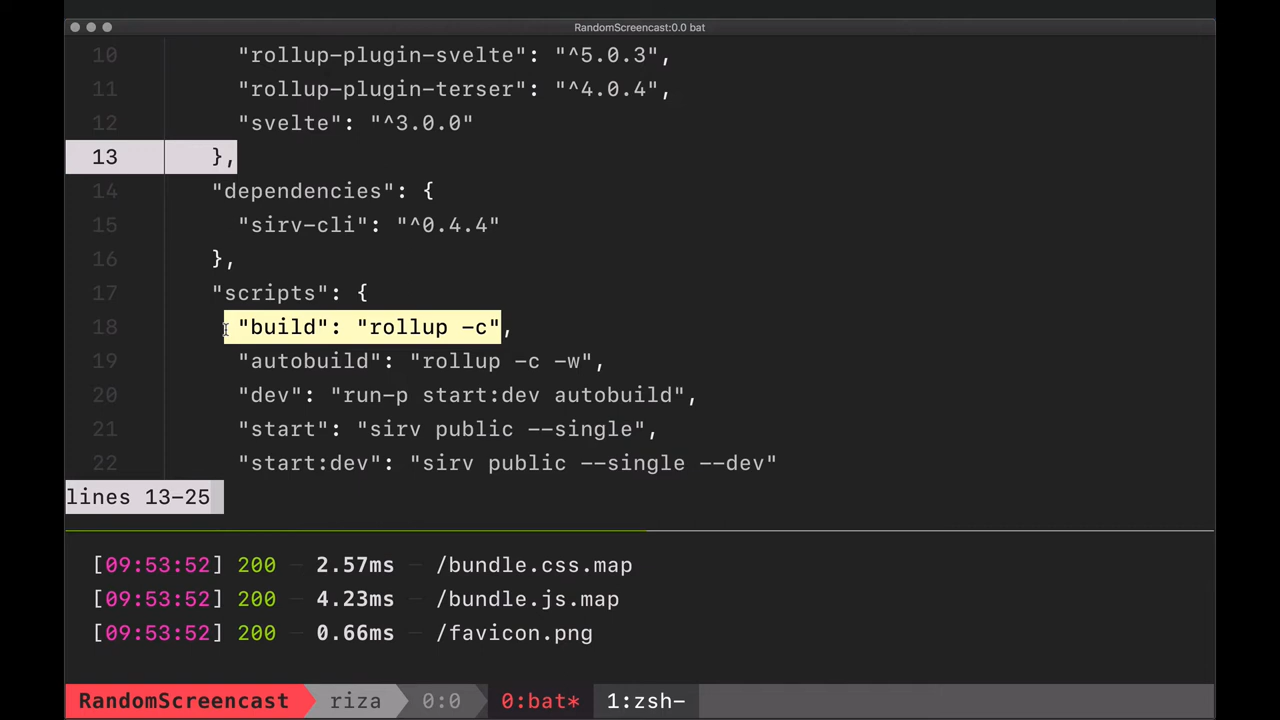 RandomScreencast:0.0 bat
10 "rollup-plugin-svelte": "^5.0.3",
11 "rollup-plugin-terser": "^4.0.4",
12 "svelte": "^3.0.0"
13 },
14 "dependencies": {
15 "sirv-cli": "^0.4.4"
16 },
17 "scripts": {
18 "build": "rollup -c",
19 "autobuild": "rollup -c -w",
20 "dev": "run-p start:dev autobuild",
21 "start": "sirv public --single",
22 "start:dev": "sirv public --single --dev"
lines 13-25
[09:53:52] 200 — 2.57ms — /bundle.css.map
[09:53:52] 200 — 4.23ms — /bundle.js.map
[09:53:52] 200 — 0.66ms — /favicon.png
RandomScreencast riza 0:0 0:bat* 1:zsh-